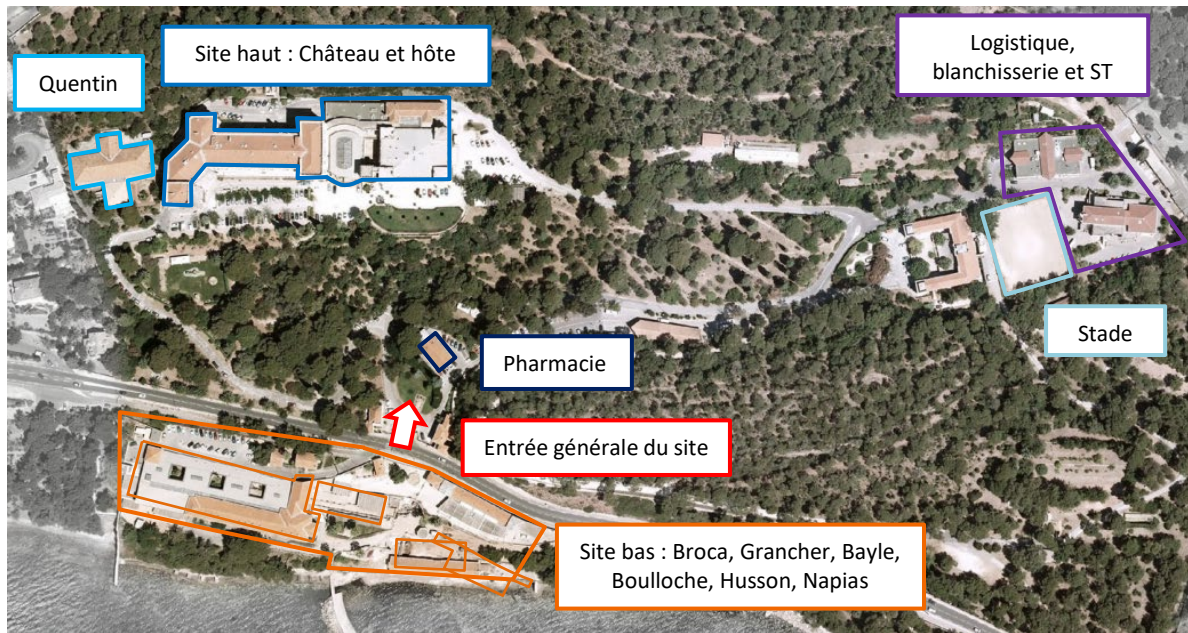 Quentin
Site haut : Château et hôte
Logistique,
blanchisserie et ST
Stade
Pharmacie
Entrée générale du site
Site bas : Broca, Grancher, Bayle,
Boulloche, Husson, Napias